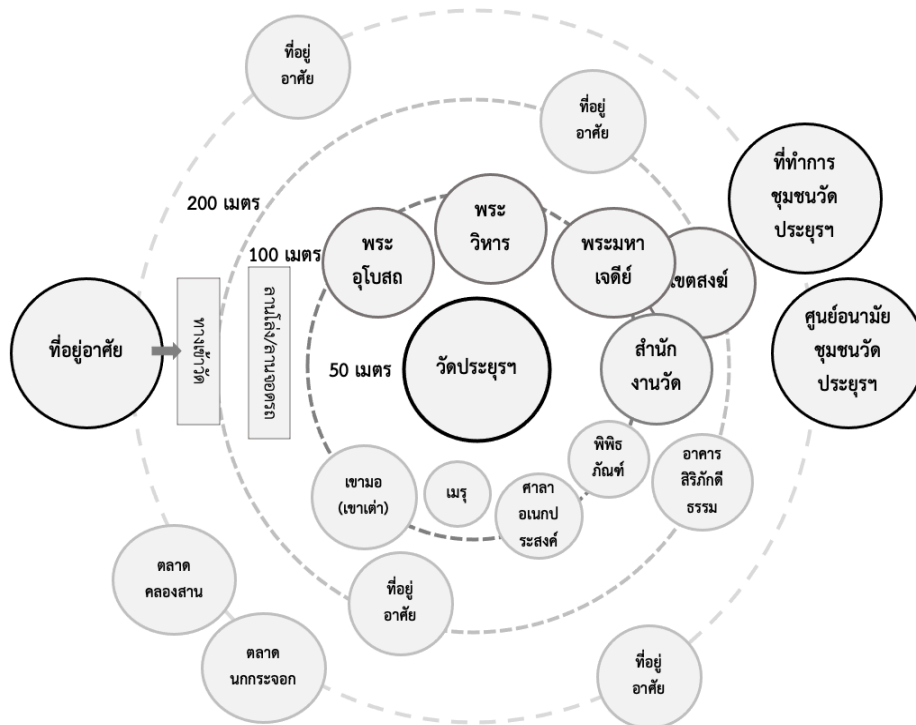 ที่อยู่
อาศัย
ที่อยู่
อาศัย
ที่ทำการ
ชุมชนวัด
ประยุรฯ
200 เมตร
พระ
วิหาร
100 เมตร
พระ
อุโบสถ
พระมหา
เจดีย์
เขตสงฆ์
ศูนย์อนามัย
ชุมชนวัด
ประยุรฯ
ที่อยู่อาศัย
ทางเข้าวัด
ลานโล่ง/ลานจอดรถ
50 เมตร
วัดประยุรฯ
สำนัก
งานวัด
พิพิธ
ภัณฑ์
อาคาร
สิริภักดี
ธรรม
เขามอ
(เขาเต่า)
เมรุ
ศาลา
อเนกป
ระสงค์
ตลาด
คลองสาน
ที่อยู่
อาศัย
ตลาด
นกกระจอก
ที่อยู่
อาศัย